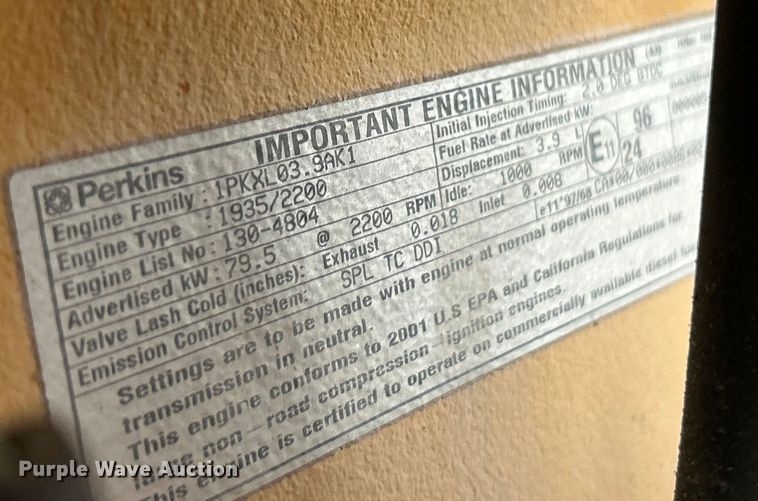 IMPORTANT ENGINE INFORMATION
Perkins
Engine Family : 1PKXL03.9AK1
Initial Injection Timing: 2.0 DEG BTDC
Engine Type : 1935/2200
Fuel Rate at Advertised kW:
96
Engine List No: 130-4804
Displacement: 3.9 L
E11
24
Advertised kW: 79.5 @ 2200 RPM
Idle: 1000 RPM
Valve Lash Cold (inches): Exhaust 0.018 Inlet 0.008
Emission Control System: SPL TC DDI
e11*97/68
Settings are to be made with engine at normal operating temperature
transmission in neutral.
This engine conforms to 2001 U.S EPA and California Regulations for
large non-road compression-ignition engines.
This engine is certified to operate on commercially available diesel
Purple Wave Auction